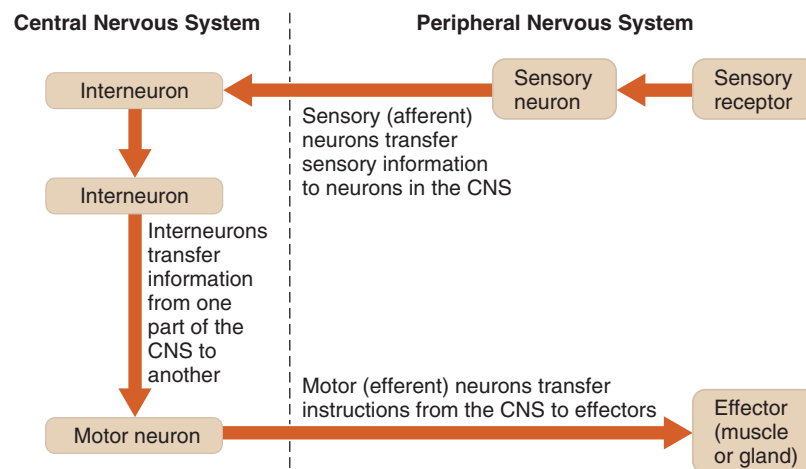 Central Nervous System
Peripheral Nervous System
Interneuron
Sensory
neuron
Sensory
receptor
Sensory (afferent)
neurons transfer
sensory information
to neurons in the CNS
Interneuron
Interneurons
transfer
information
from one
part of the
CNS to
another
Motor (efferent) neurons transfer
instructions from the CNS to effectors
Motor neuron
Effector
(muscle
or gland)